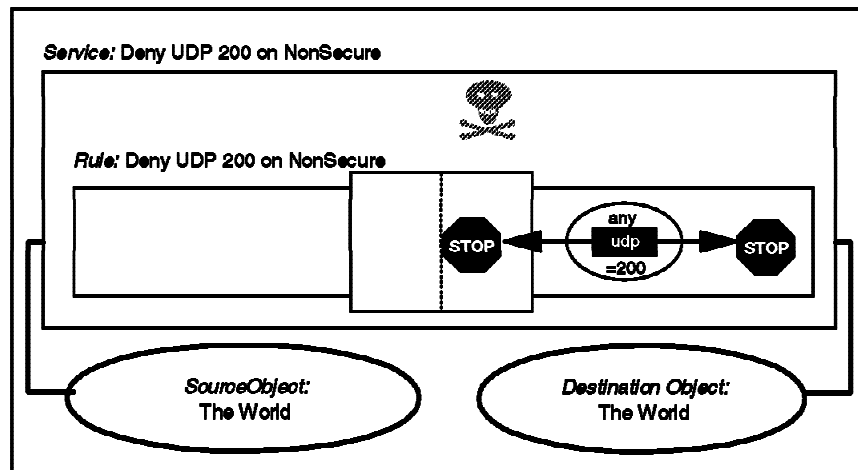 Service: Deny UDP 200 on NonSecure
Rule: Deny UDP 200 on NonSecure
any
STOP
udp
STOP
=200
SourceObject:
The World
Destination Object:
The World